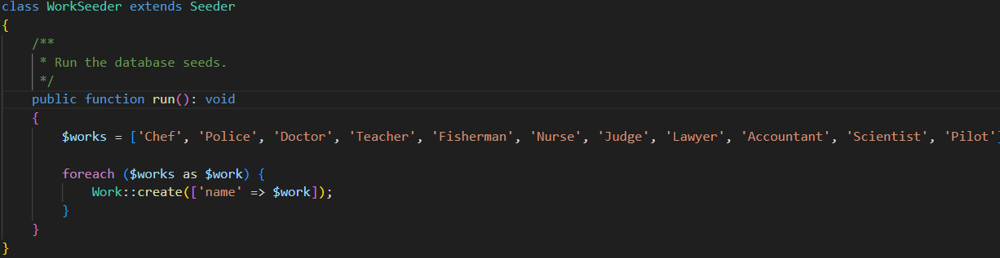 class WorkSeeder extends Seeder
{
    /**
     * Run the database seeds.
     */
    public function run(): void
    {
        $works = ['Chef', 'Police', 'Doctor', 'Teacher', 'Fisherman', 'Nurse', 'Judge', 'Lawyer', 'Accountant', 'Scientist', 'Pilot']
        foreach ($works as $work) {
            Work::create(['name' => $work]);
        }
    }
}